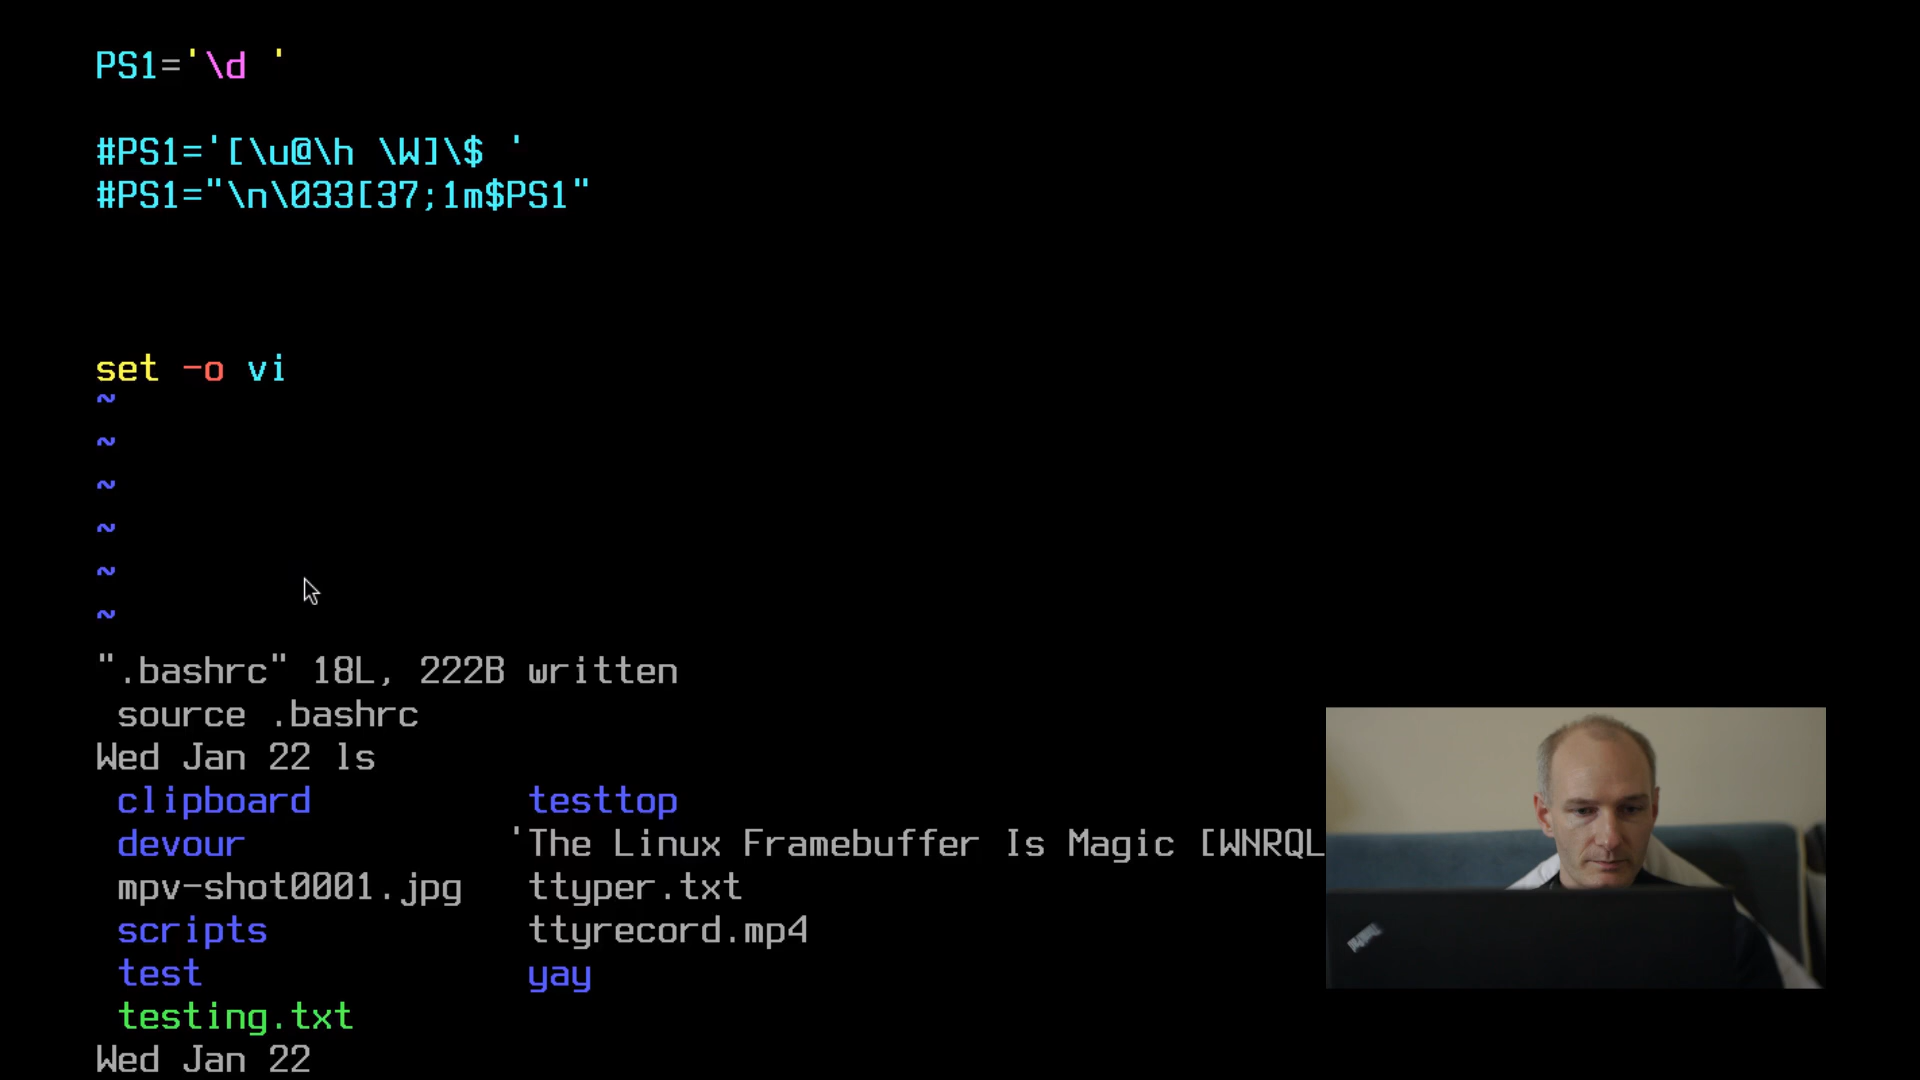 PS1='\d '
#PS1='[\u@\h \W]\$ '
#PS1="\n\033[37;1m$PS1"
set -o vi
~
~
~
~
~
~
".bashrc" 18L, 222B written
source .bashrc
Wed Jan 22 ls
clipboard testtop
devour 'The Linux Framebuffer Is Magic [WNRQL
mpv-shot0001.jpg ttyper.txt
scripts ttyrecord.mp4
test yay
testing.txt
Wed Jan 22